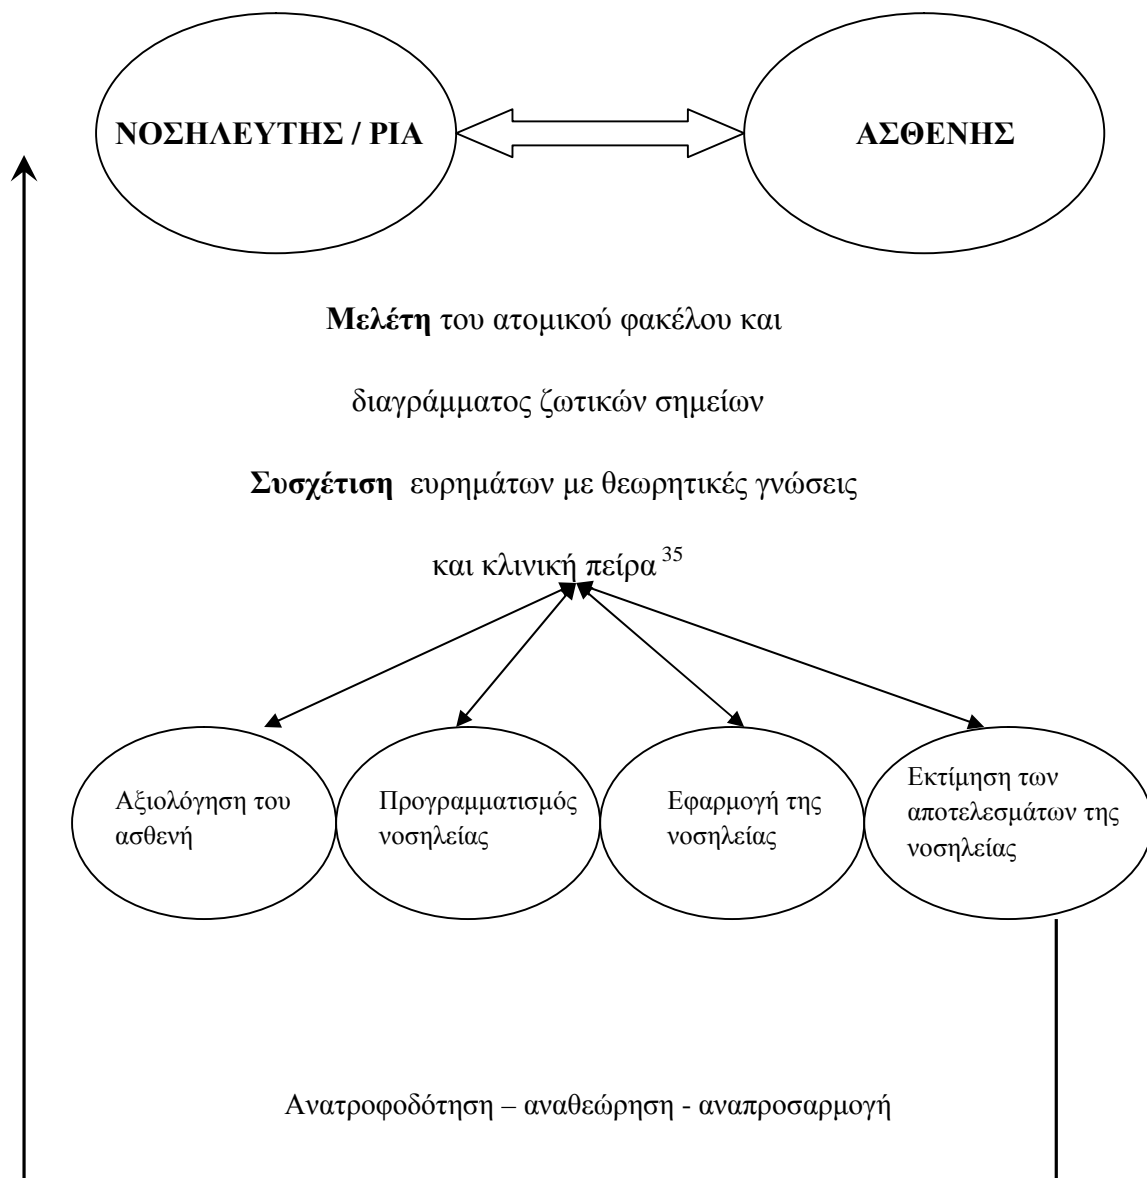 ΝΟΣΗΛΕΥΤΗΣ / ΡΙΑ
ΑΣΘΕΝΗΣ
Μελέτη του ατομικού φακέλου και
διαγράμματος ζωτικών σημείων
Συσχέτιση ευρημάτων με θεωρητικές γνώσεις
και κλινική πείρα 35
Αξιολόγηση του
ασθενή
Προγραμματισμός
νοσηλείας
Εφαρμογή της
νοσηλείας
Εκτίμηση των
αποτελεσμάτων της
νοσηλείας
Ανατροφοδότηση – αναθεώρηση - αναπροσαρμογή